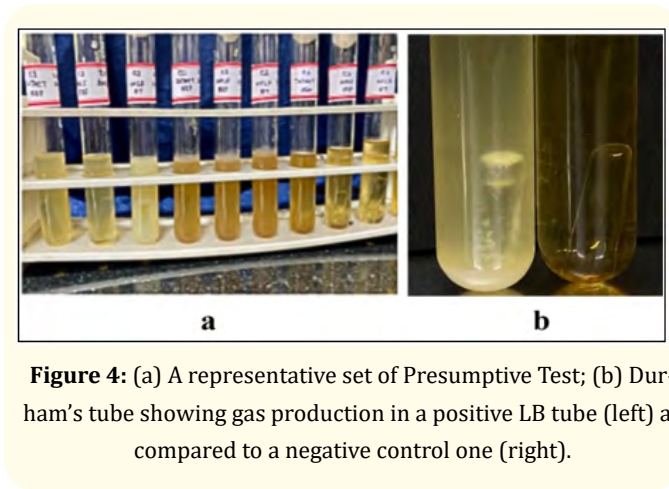 a
b
Figure 4: (a) A representative set of Presumptive Test; (b) Dur-
ham’s tube showing gas production in a positive LB tube (left) a
compared to a negative control one (right).